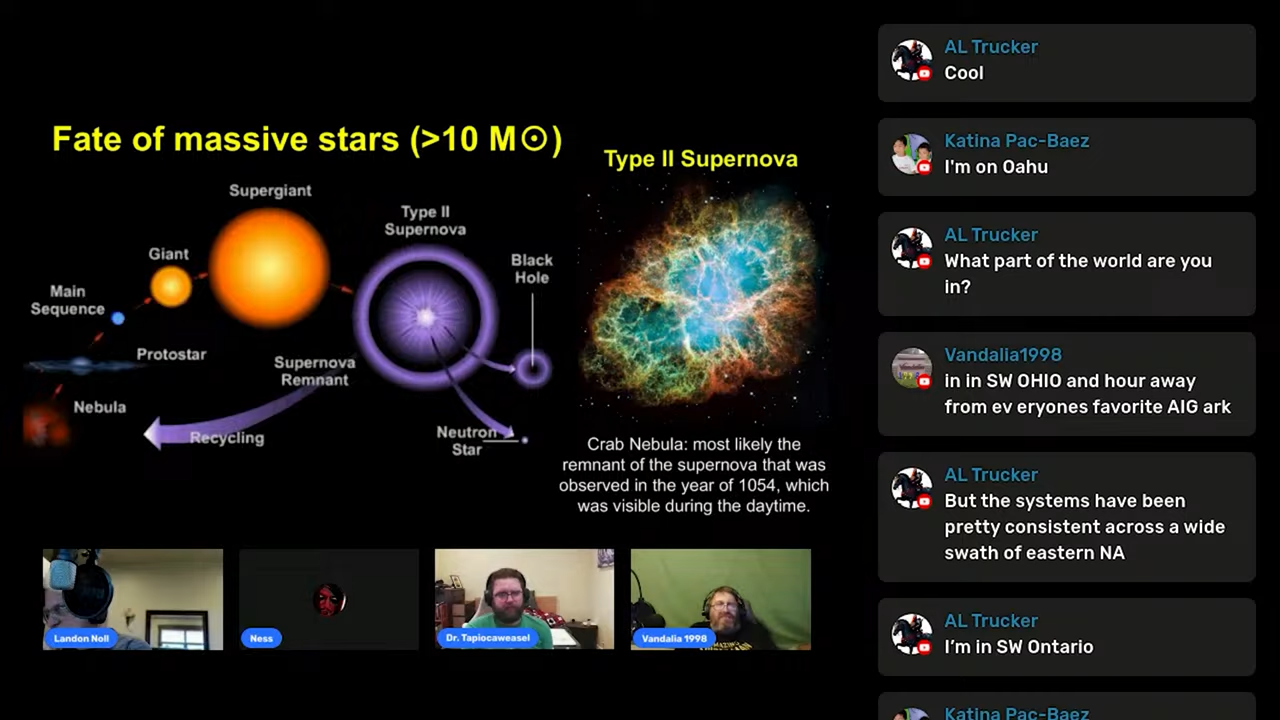 Fate of massive stars (>10 M⊙)
Type II Supernova
Supergiant
Type II
Supernova
Giant
Black
Hole
Main
Sequence
Protostar
Supernova
Remnant
Nebula
Recycling
Neutron
Star
Crab Nebula: most likely the
remnant of the supernova that was
observed in the year of 1054, which
was visible during the daytime.
Landon Noll
Ness
Dr. Tapiocaweasel
Vandalia 1998
AL Trucker
Cool
Katina Pac-Baez
I'm on Oahu
AL Trucker
What part of the world are you
in?
Vandalia1998
in in SW OHIO and hour away
from ev eryones favorite AIG ark
AL Trucker
But the systems have been
pretty consistent across a wide
swath of eastern NA
AL Trucker
I'm in SW Ontario
Katina Pac-Baez